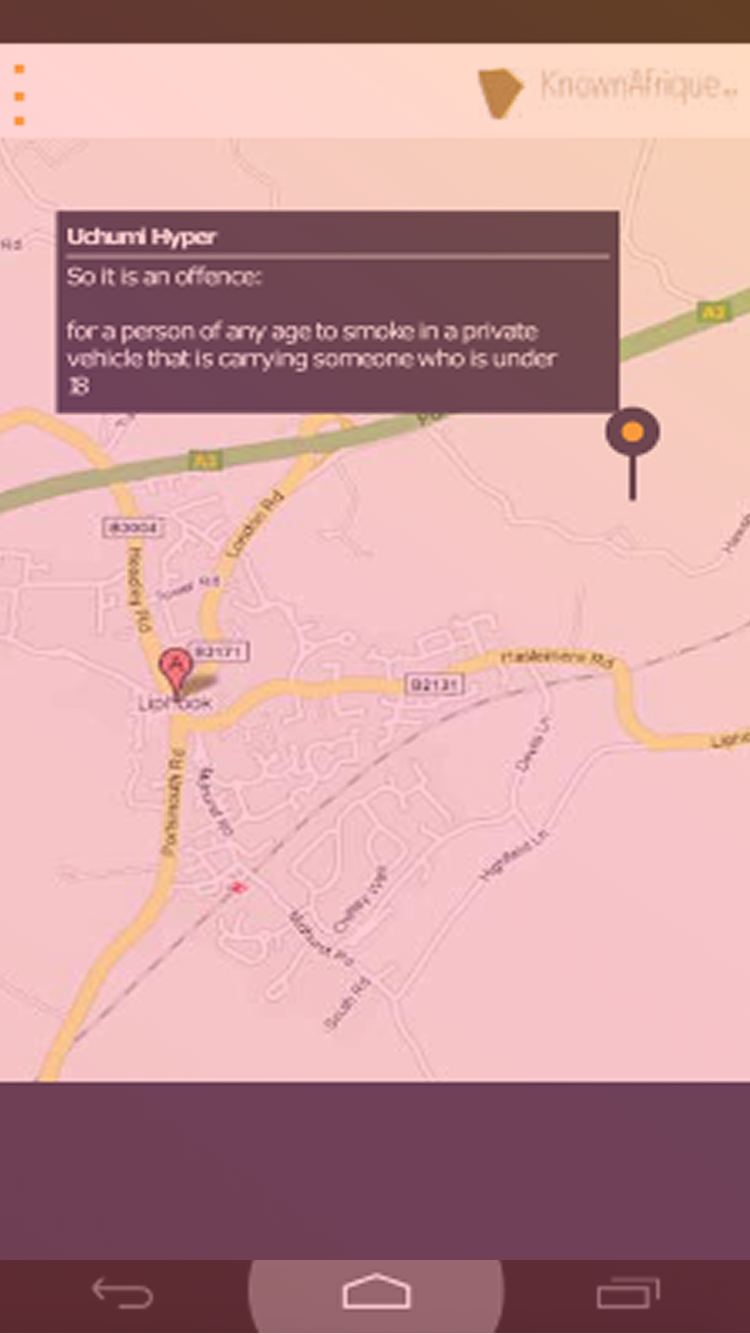 KnownAfrique
Uchumi Hyper
So it is an offence:
for a person of any age to smoke in a private
vehicle that is carrying someone who is under
18
Rd
A3
A3
B3004
London Rd
Headley Rd
Tower Rd
A
B2171
Haslemere Rd
B2131
Liphook
Devils Ln
Portsmouth Rd
Midhurst Rd
Highfield Ln
Chiltley Way
Midhurst Rd
South Rd